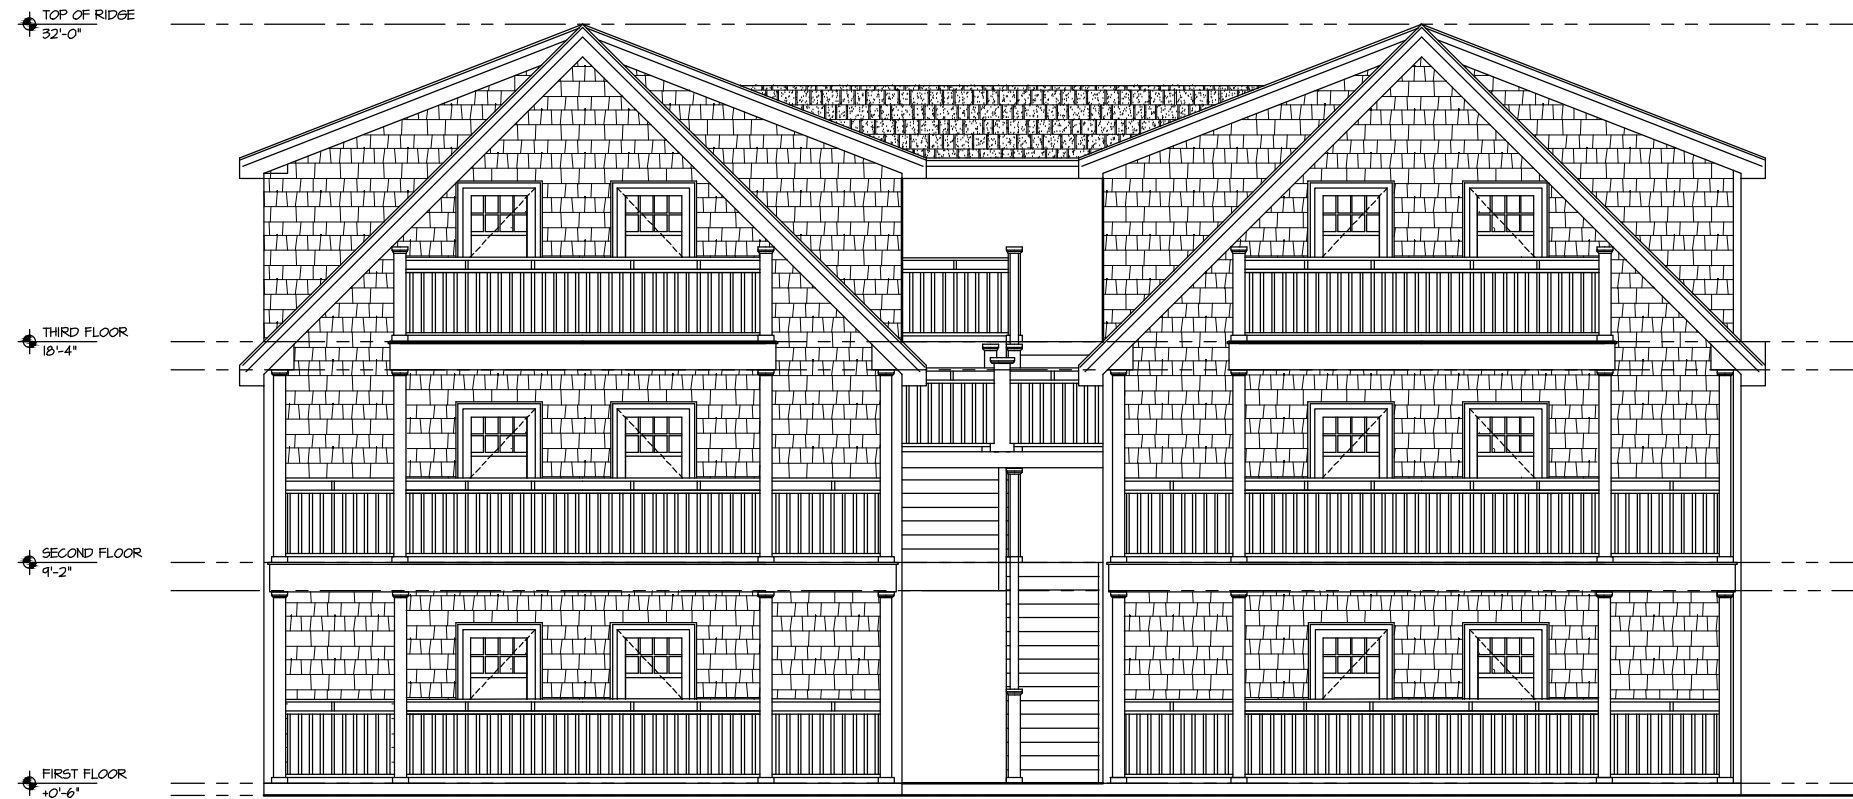 TOP OF RIDGE
32'-0"
THIRD FLOOR
18'-4"
SECOND FLOOR
9'-2"
FIRST FLOOR
+0'-6"